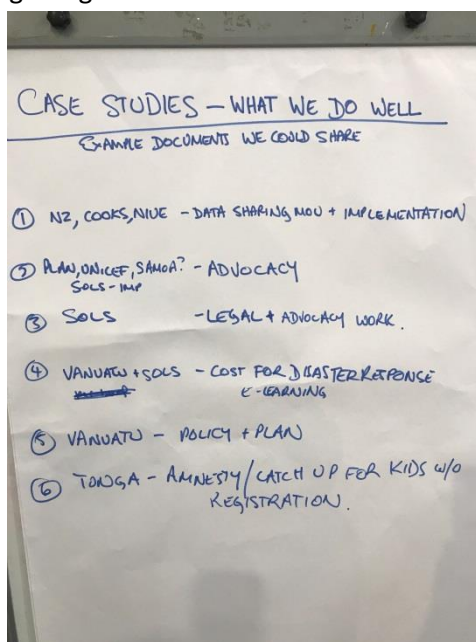 CASE STUDIES - WHAT WE DO WELL
EXAMPLE DOCUMENTS WE COULD SHARE
① NZ, COOKS, NIUE - DATA SHARING MOU + IMPLEMENTATION
② PLAN, UNICEF, SAMOA? - ADVOCACY
SOLS - IMP
③ SOLS - LEGAL + ADVOCACY WORK.
④ VANUATU + SOLS - COST FOR DISASTER RESPONSE
E-LEARNING
⑤ VANUATU - POLICY + PLAN
⑥ TONGA - AMNESTY/CATCH UP FOR KIDS W/O
REGISTRATION.